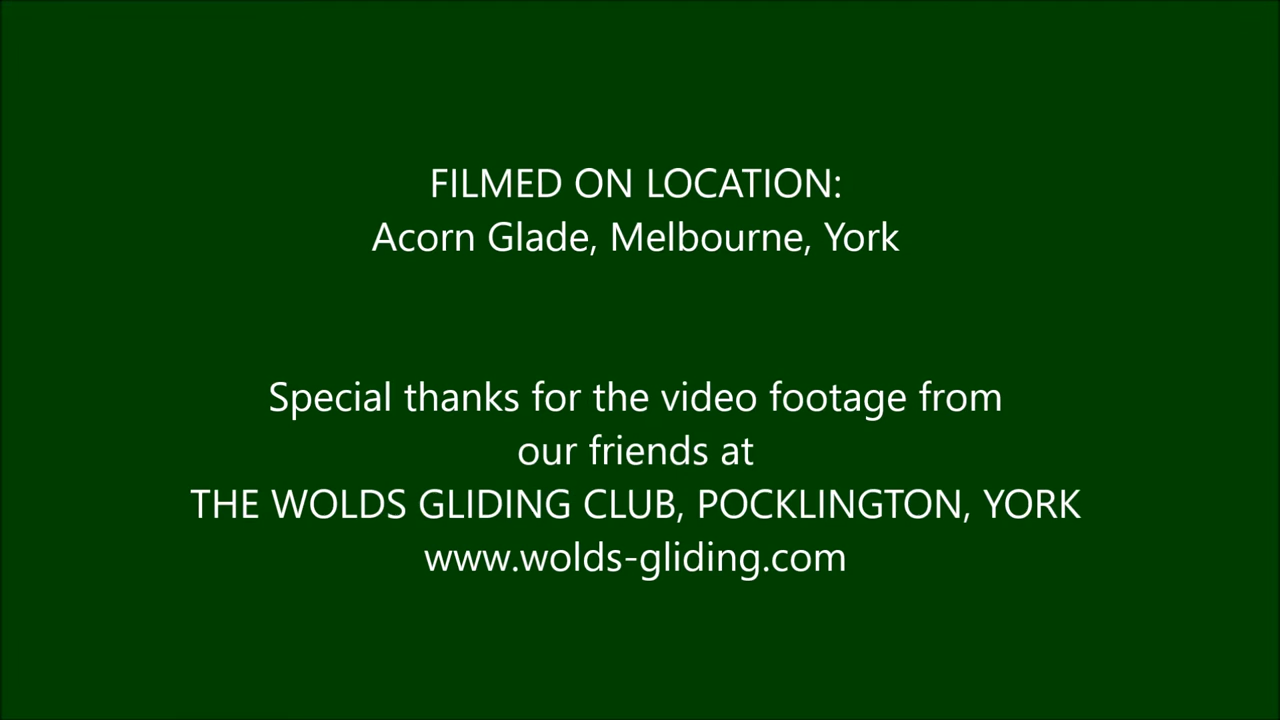 FILMED ON LOCATION:
Acorn Glade, Melbourne, York
Special thanks for the video footage from
our friends at
THE WOLDS GLIDING CLUB, POCKLINGTON, YORK
www.wolds-gliding.com